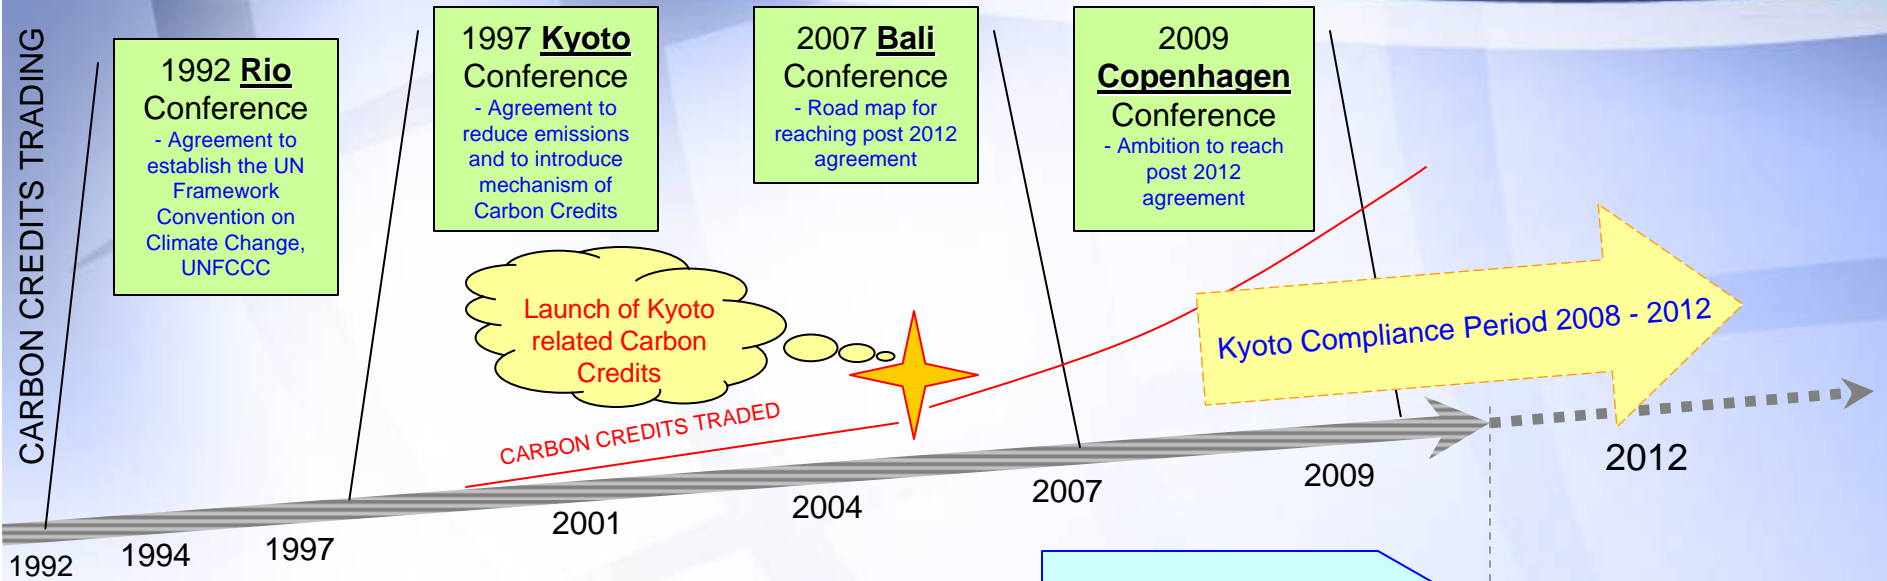 CARBON CREDITS TRADING
1992 Rio
Conference
- Agreement to
establish the UN
Framework
Convention on
Climate Change,
UNFCCC
1997 Kyoto
Conference
- Agreement to
reduce emissions
and to introduce
mechanism of
Carbon Credits
2007 Bali
Conference
- Road map for
reaching post 2012
agreement
2009
Copenhagen
Conference
- Ambition to reach
post 2012
agreement
Launch of Kyoto
related Carbon
Credits
CARBON CREDITS TRADED
Kyoto Compliance Period 2008 - 2012
1992
1994
1997
2001
2004
2007
2009
2012